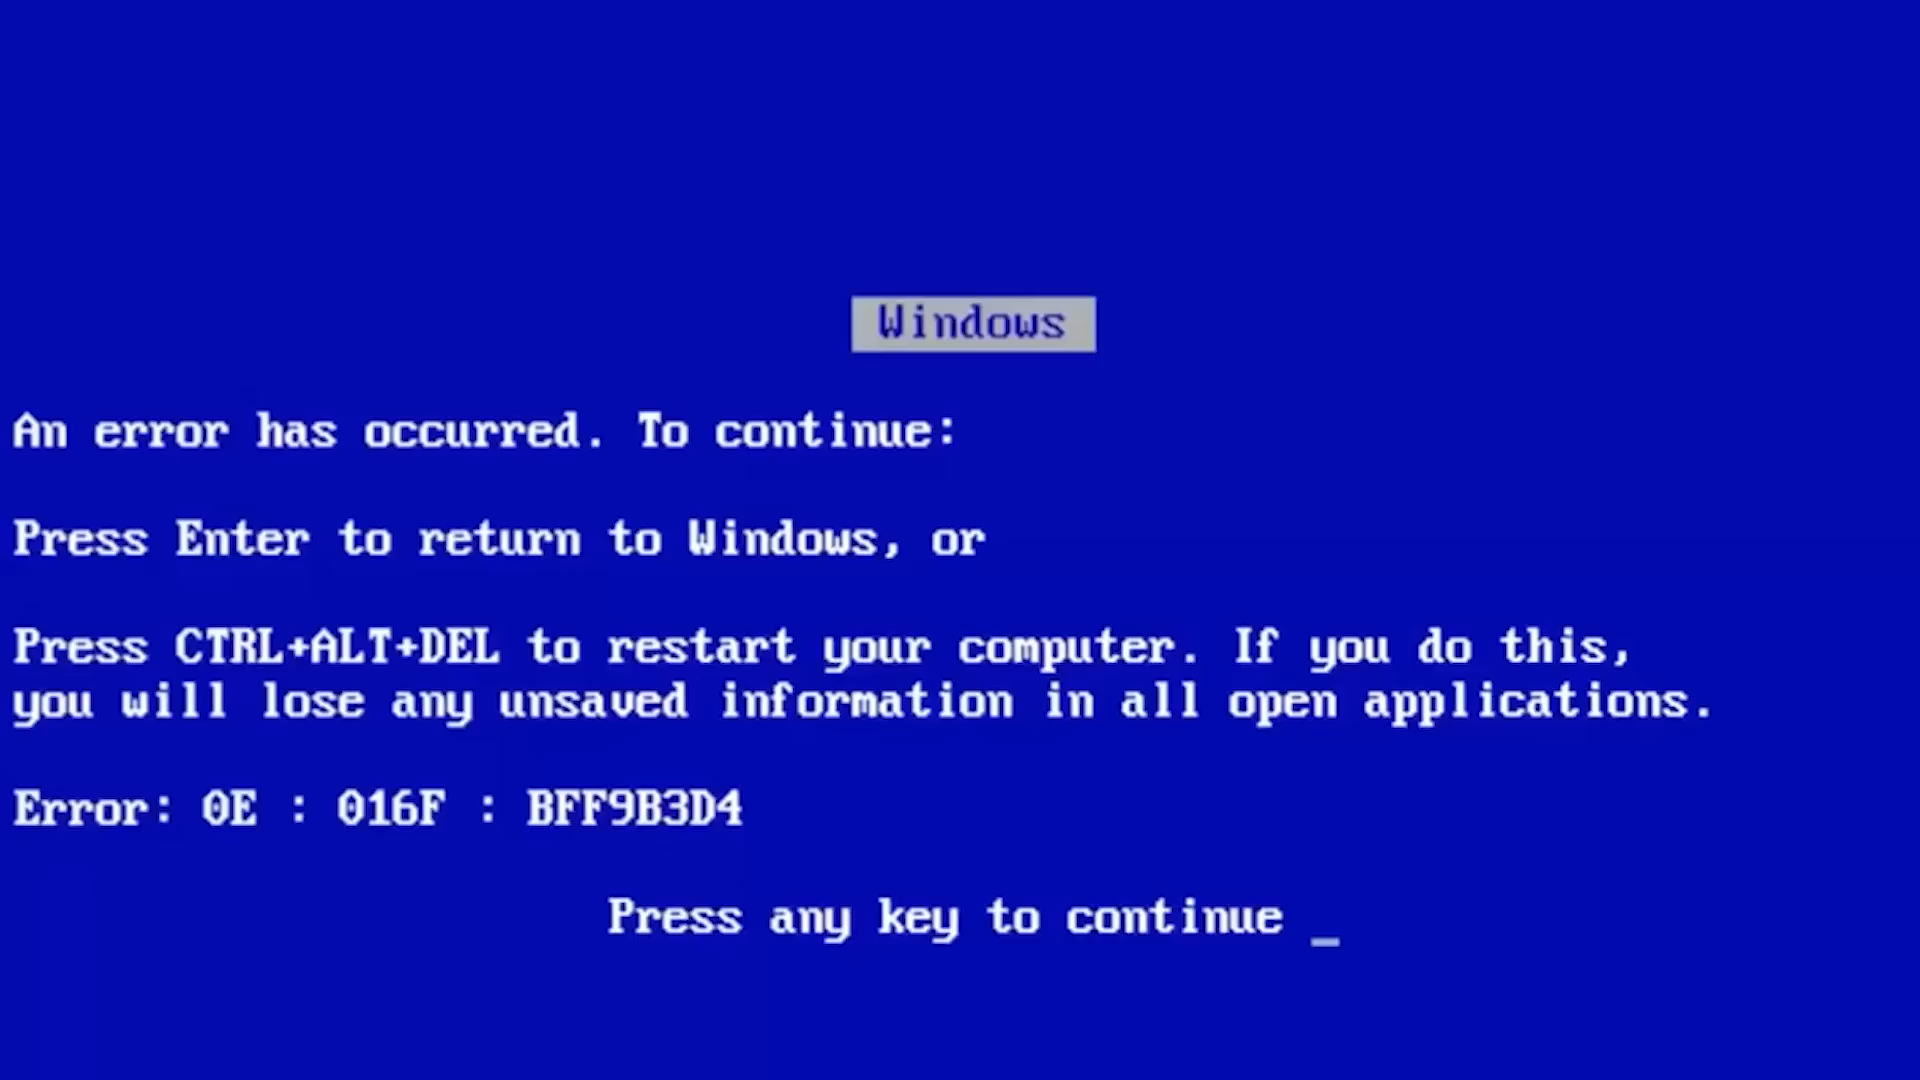 Windows
An error has occurred. To continue:
Press Enter to return to Windows, or
Press CTRL+ALT+DEL to restart your computer. If you do this,
you will lose any unsaved information in all open applications.
Error: 0E : 016F : BFF9B3D4
Press any key to continue _